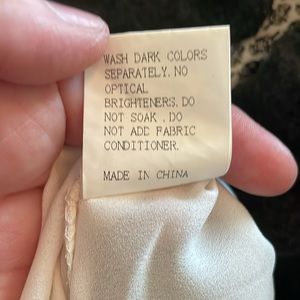 WASH DARK COLORS
SEPARATELY. NO
OPTICAL
BRIGHTENERS. DO
NOT SOAK . DO
NOT ADD FABRIC
CONDITIONER.
MADE IN CHINA